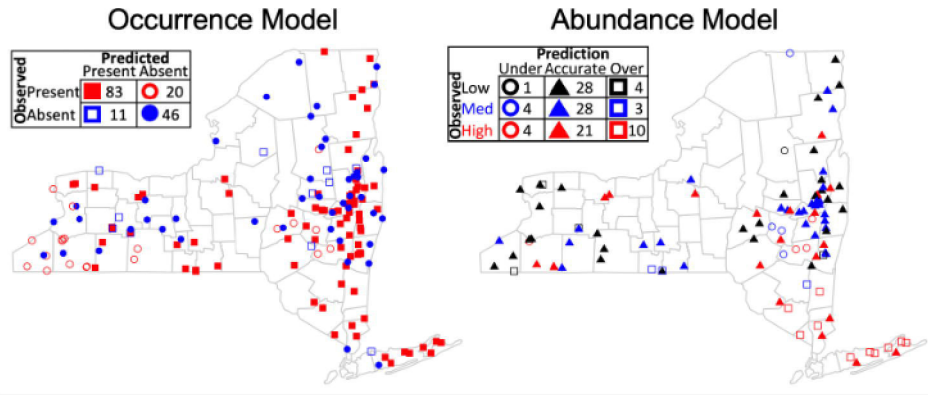 Occurrence Model
Abundance Model
Predicted
Present Absent
Observed
Present 83 20
Absent 11 46
Prediction
Under Accurate Over
Observed
Low 1 28 4
Med 4 28 3
High 4 21 10